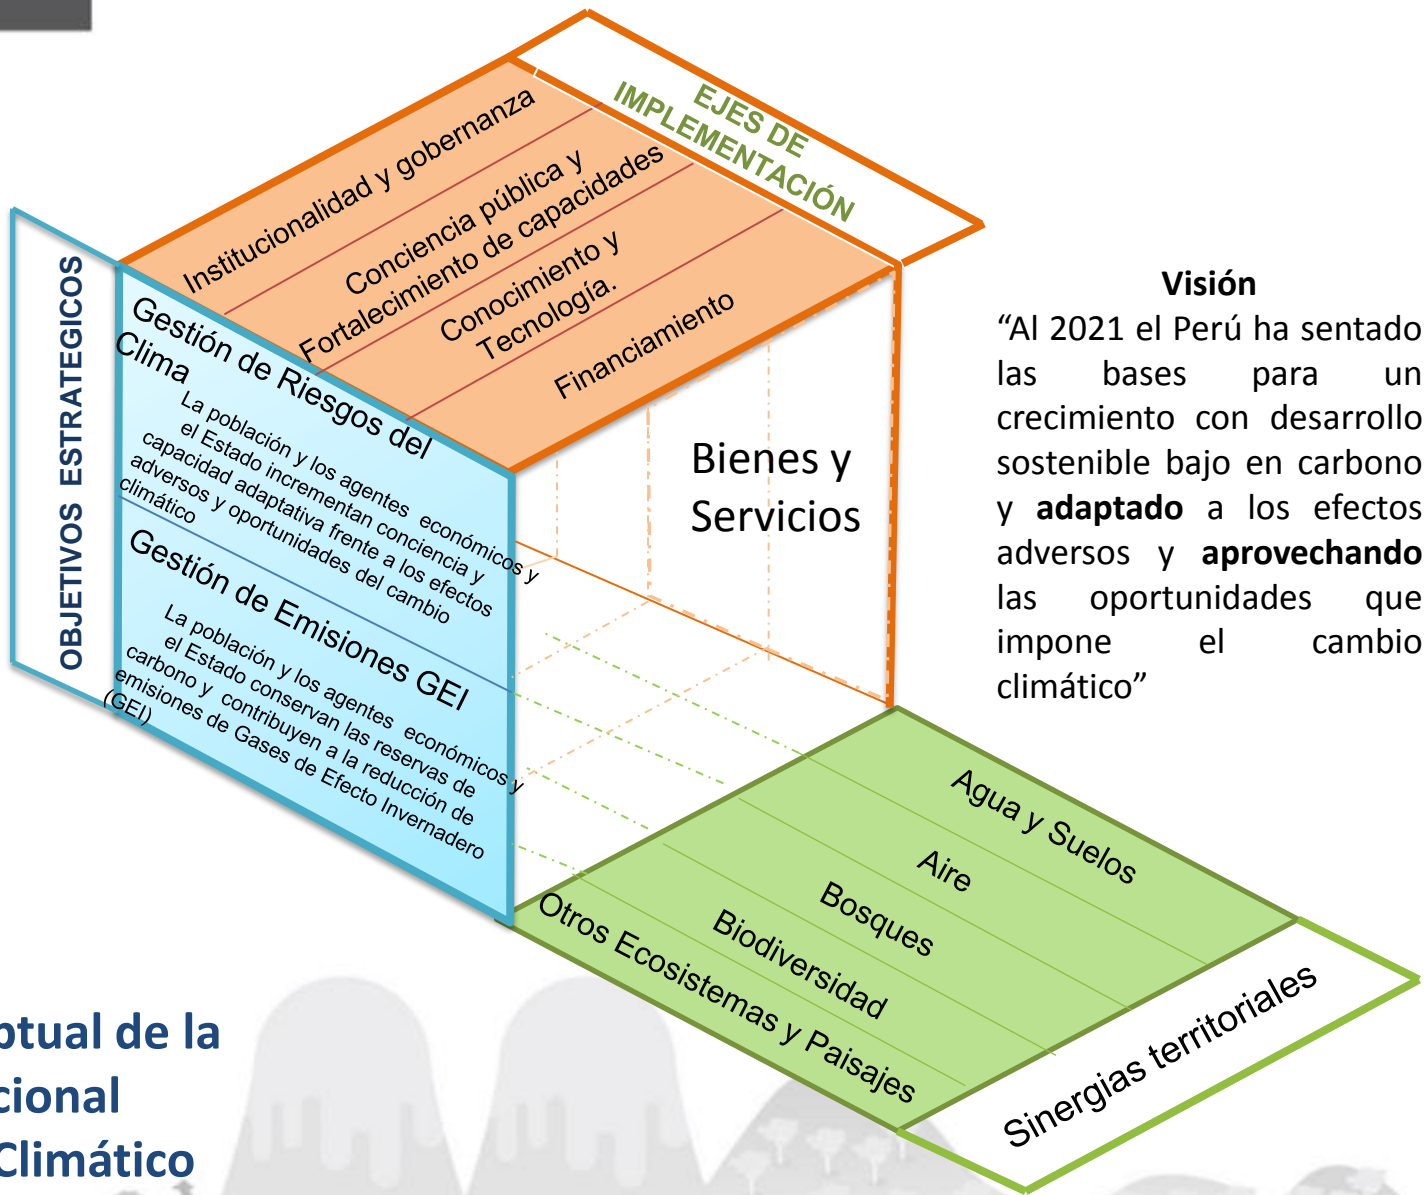 EJES DE
IMPLEMENTACIÓN
Institucionalidad y gobernanza
Conciencia pública y
Fortalecimiento de capacidades
Conocimiento y
Tecnología.
Financiamiento
OBJETIVOS ESTRATEGICOS
Gestión de Riesgos del
Clima
La población y los agentes económicos y
el Estado incrementan conciencia y
capacidad adaptativa frente a los efectos
adversos y oportunidades del cambio
climático
Gestión de Emisiones GEI
La población y los agentes económicos y
el Estado conservan las reservas de
carbono y contribuyen a la reducción de
emisiones de Gases de Efecto Invernadero
(GEI)
Bienes y
Servicios
Visión
“Al 2021 el Perú ha sentado
las bases para un
crecimiento con desarrollo
sostenible bajo en carbono
y adaptado a los efectos
adversos y aprovechando
las oportunidades que
impone el cambio
climático”
Agua y Suelos
Aire
Bosques
Biodiversidad
Otros Ecosistemas y Paisajes
Sinergias territoriales
ptual de la
cional
Climático